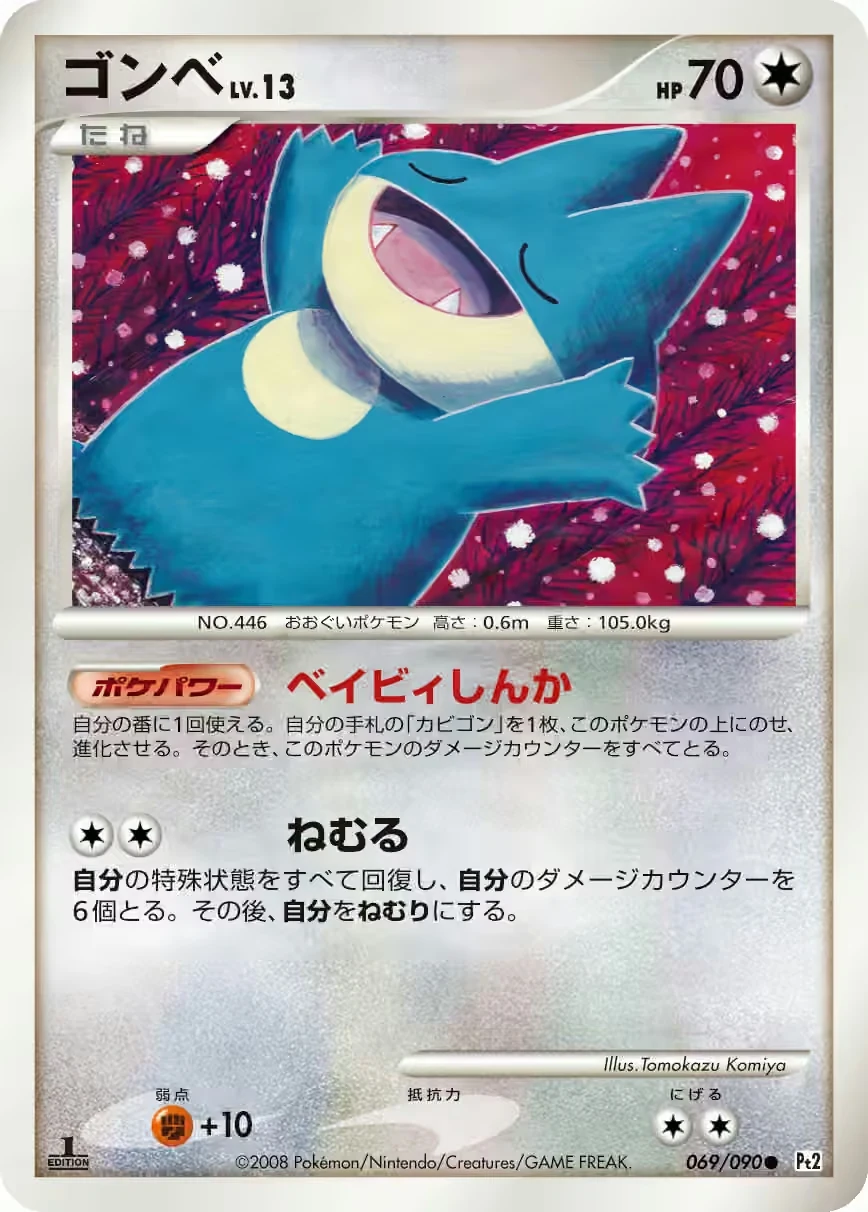 ゴンベ LV.13 HP 70
たね
NO.446 おおぐいポケモン 高さ：0.6m 重さ：105.0kg
ポケパワー ベイビィしんか
自分の番に1回使える。自分の手札の「カビゴン」を1枚、このポケモンの上にのせ、
進化させる。そのとき、このポケモンのダメージカウンターをすべてとる。
ねむる
自分の特殊状態をすべて回復し、自分のダメージカウンターを
6個とる。その後、自分をねむりにする。
Illus.Tomokazu Komiya
弱点 抵抗力 にげる
+10
1 EDITION
©2008 Pokémon/Nintendo/Creatures/GAME FREAK. 069/090● Pt2